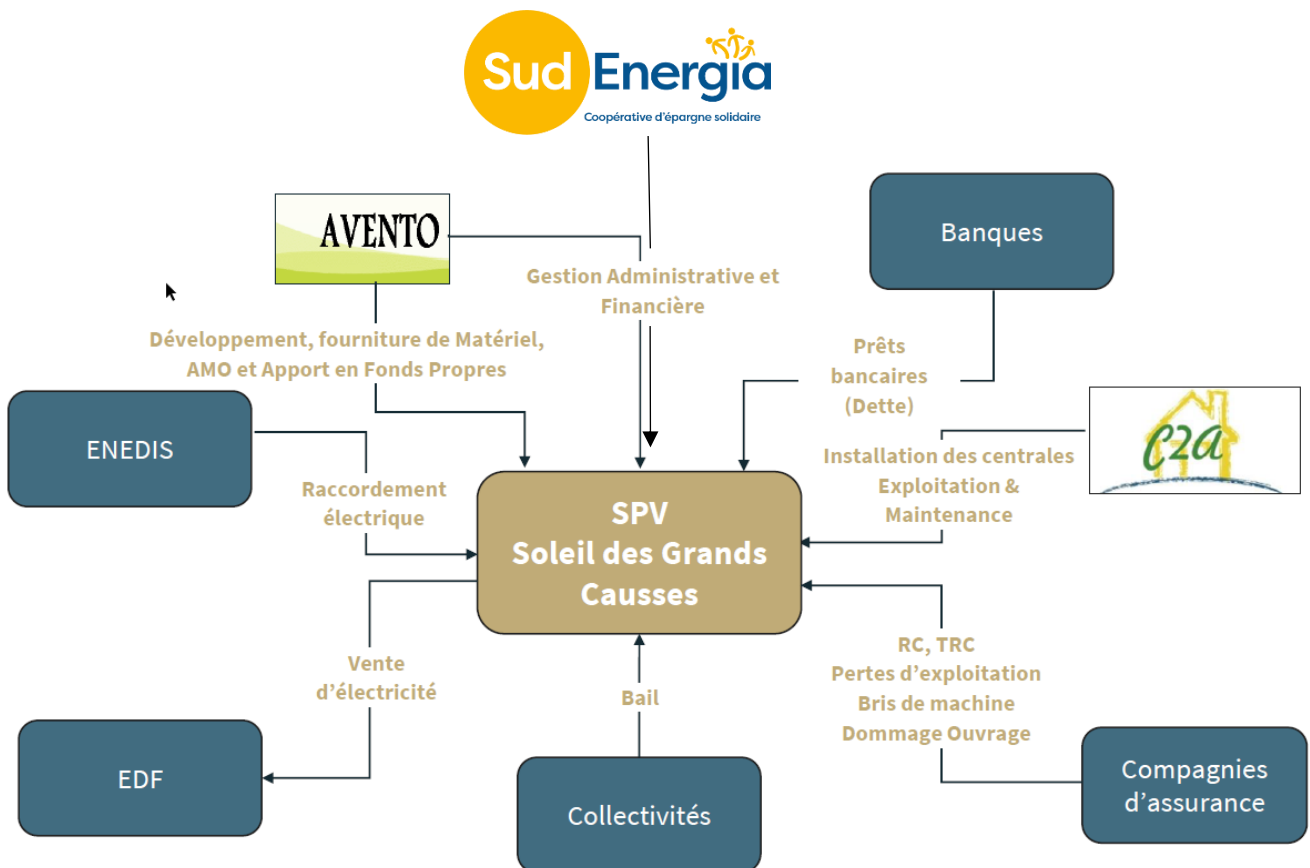 Sud Energia
Coopérative d'épargne solidaire
AVENTO
Banques
Gestion Administrative et
Financière
Développement, fourniture de Matériel,
AMO et Apport en Fonds Propres
Prêts
bancaires
(Dette)
ENEDIS
c2a
Raccordement
électrique
Installation des centrales
Exploitation &
Maintenance
SPV
Soleil des Grands
Causses
Vente
d'électricité
Bail
RC, TRC
Pertes d'exploitation
Bris de machine
Dommage Ouvrage
EDF
Collectivités
Compagnies
d'assurance